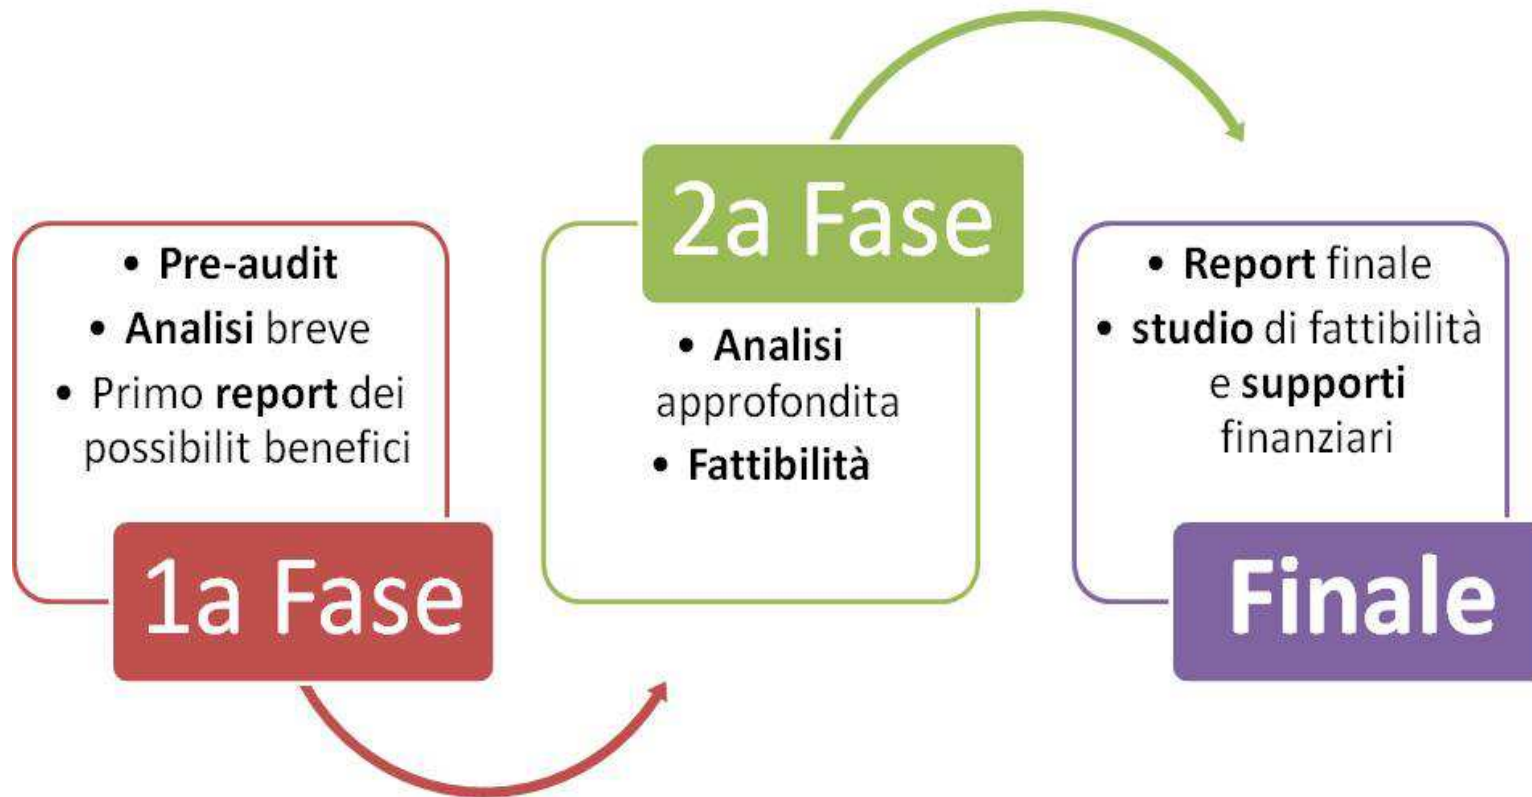 • Pre-audit
• Analisi breve
• Primo report dei
possibilit benefici
1a Fase
2a Fase
• Analisi
approfondita
• Fattibilità
• Report finale
• studio di fattibilità
e supporti
finanziari
Finale